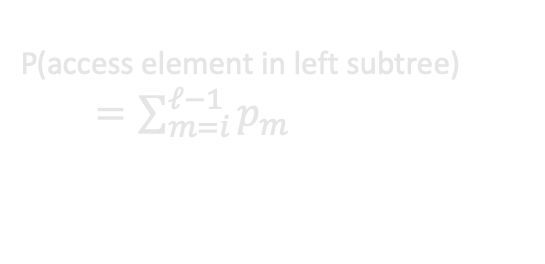 P(access element in left subtree)
= ∑_{m=i}^{ℓ−1} p_m